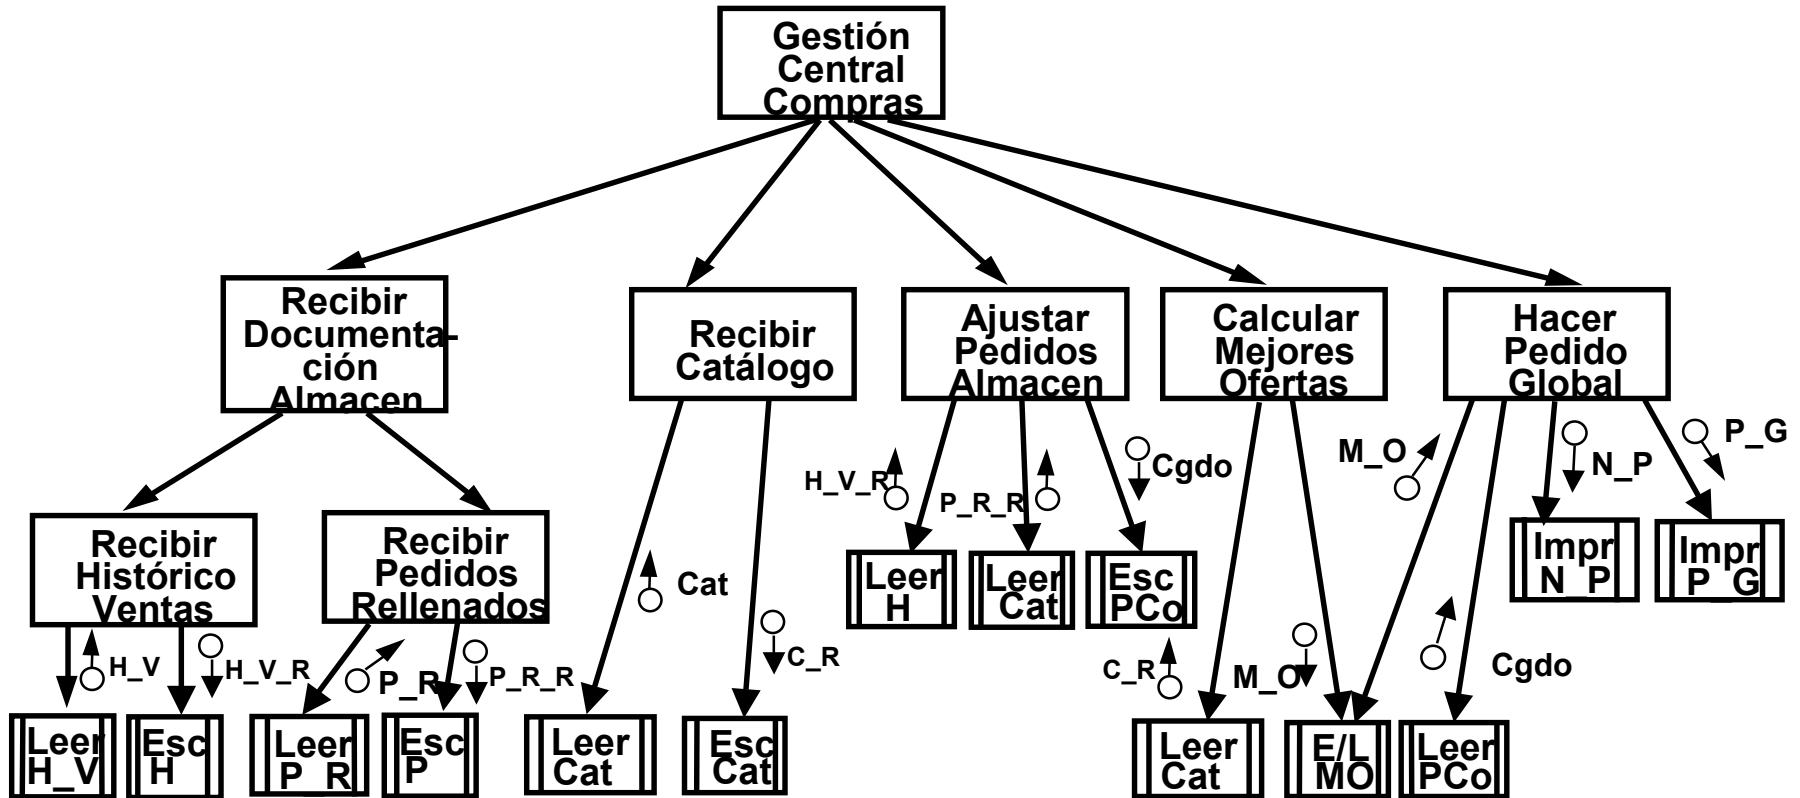 Gestión
Central
Compras
Recibir
Documenta-
ción
Almacen
Recibir
Catálogo
Ajustar
Pedidos
Almacen
Calcular
Mejores
Ofertas
Hacer
Pedido
Global
H_V_R
P_R_R
Cgdo
M_O
N_P
P_G
Recibir
Histórico
Ventas
Recibir
Pedidos
Rellenados
Cat
Leer
H
Leer
Cat
Esc
PCo
Impr
N_P
Impr
P_G
H_V
H_V_R
P_R
P_R_R
C_R
C_R
M_O
Cgdo
Leer
H_V
Esc
H
Leer
P_R
Esc
P
Leer
Cat
Esc
Cat
Leer
Cat
E/L
MO
Leer
PCo